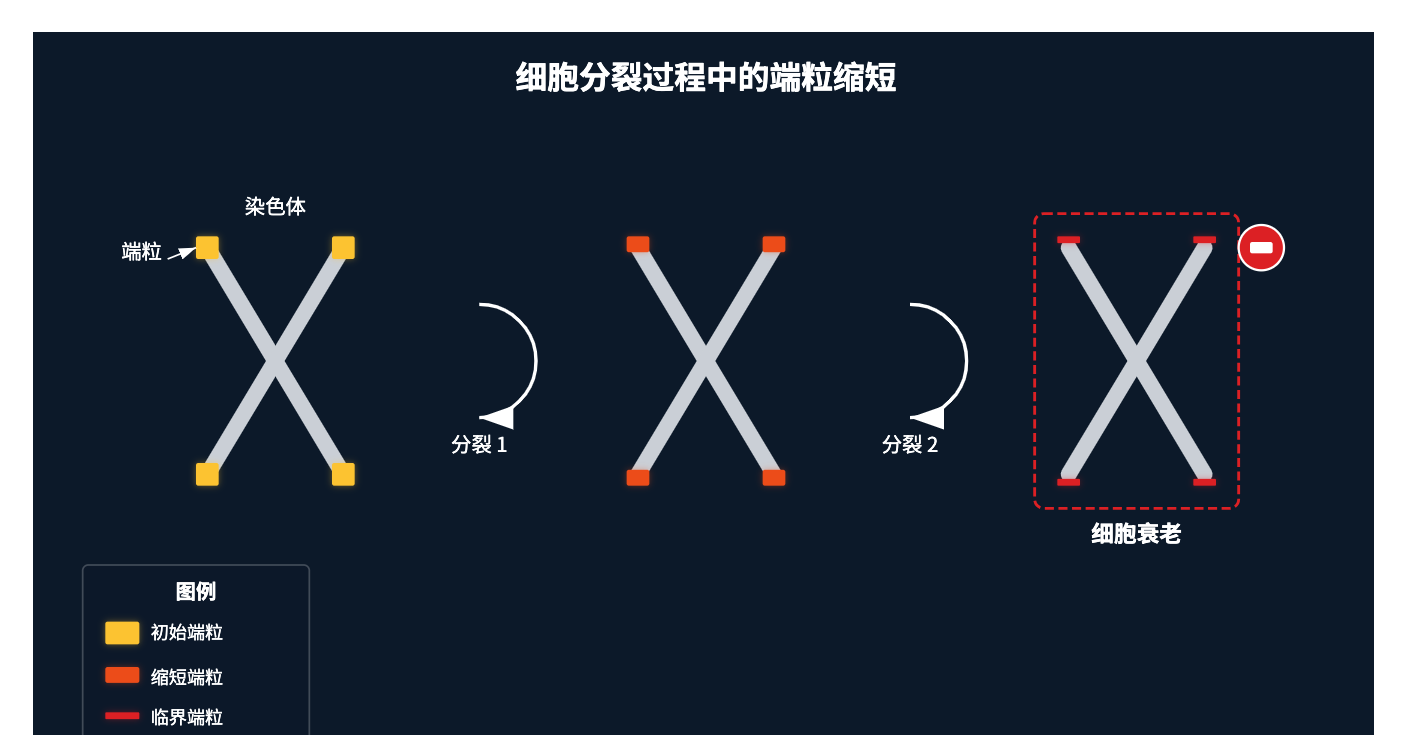 细胞分裂过程中的端粒缩短
染色体
端粒
分裂 1
分裂 2
细胞衰老
图例
初始端粒
缩短端粒
临界端粒